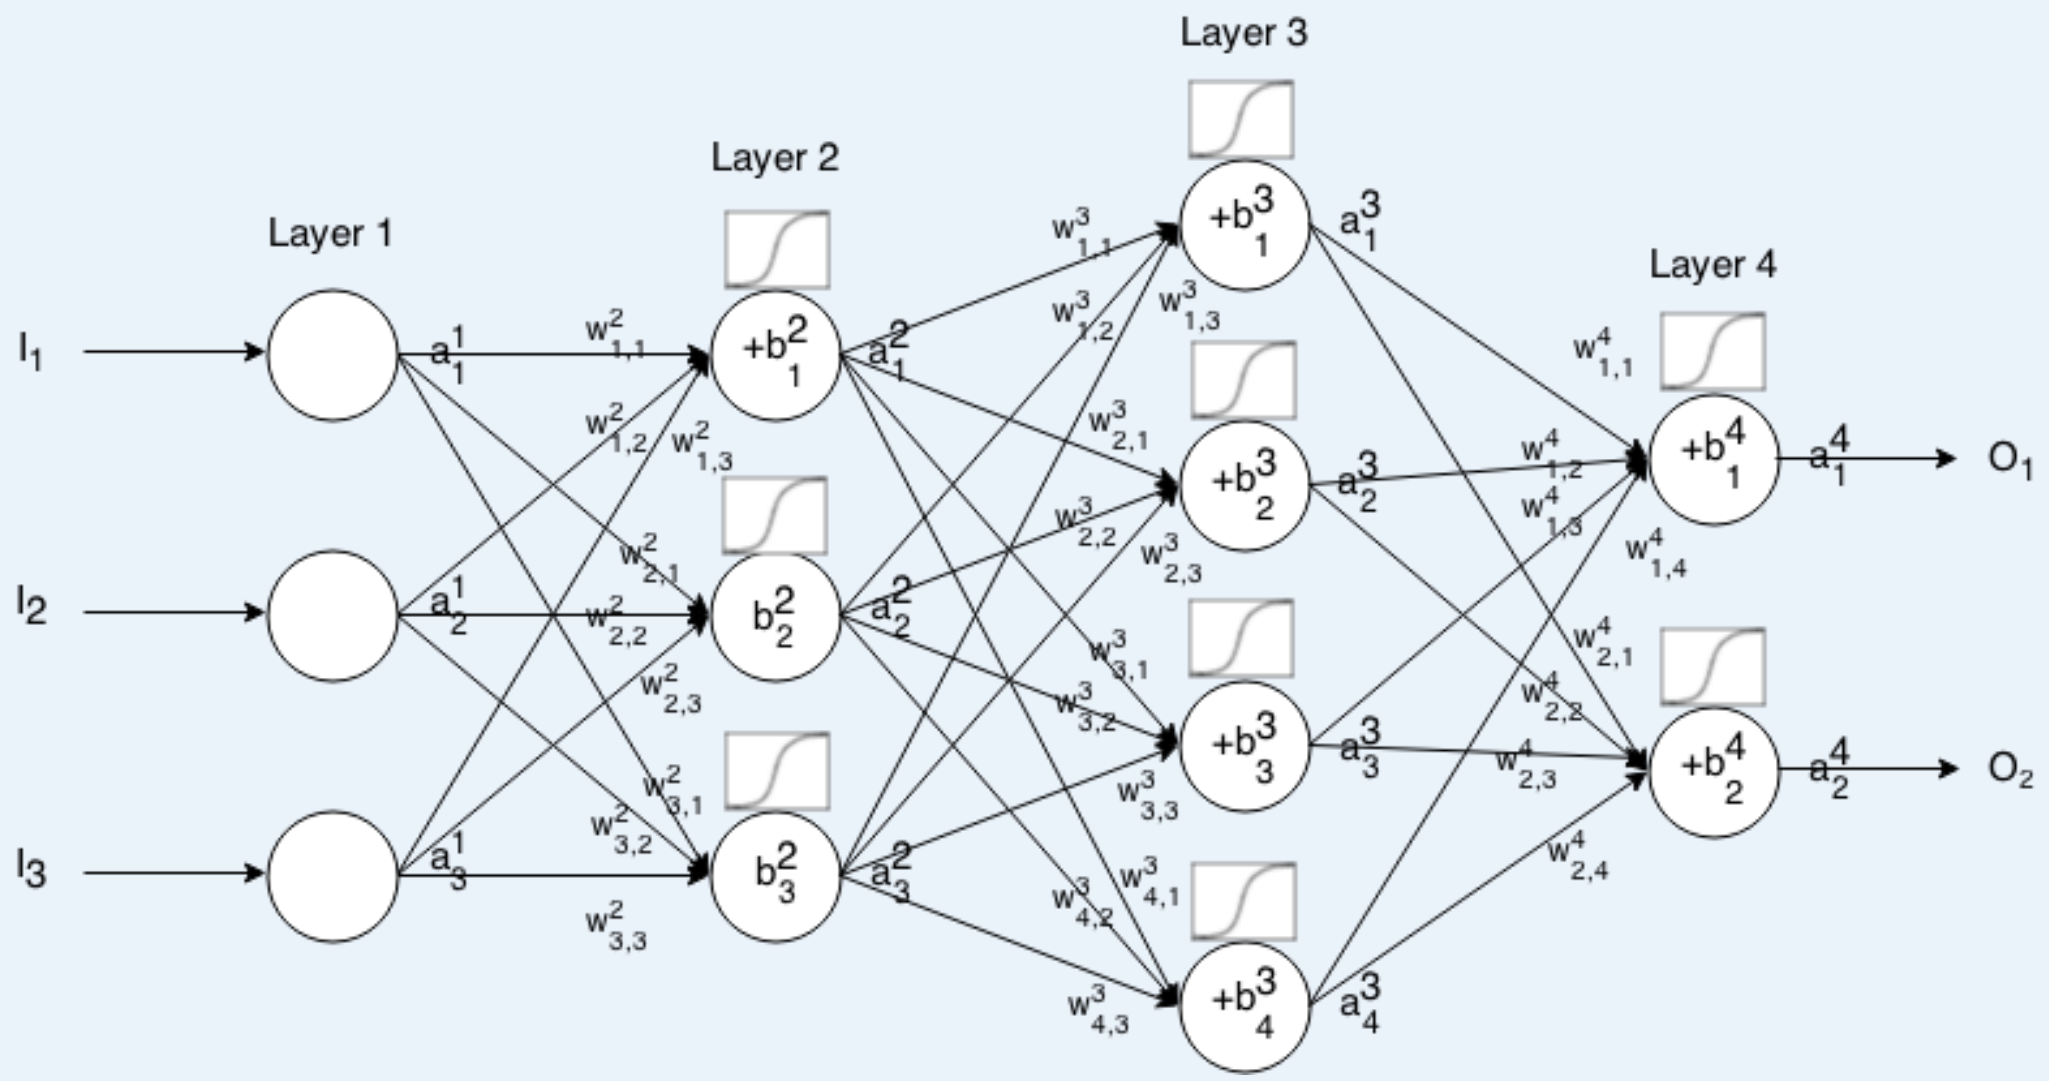 Layer 3
Layer 2
Layer 1
Layer 4
I₁
I₂
I₃
a¹₁
a¹₂
a¹₃
w²₁,₁
w²₁,₂
w²₁,₃
w²₂,₁
w²₂,₂
w²₂,₃
w²₃,₁
w²₃,₂
w²₃,₃
+b²₁
b²₂
b²₃
a²₁
a²₂
a²₃
w³₁,₁
w³₁,₂
w³₁,₃
w³₂,₁
w³₂,₂
w³₂,₃
w³₃,₁
w³₃,₂
w³₃,₃
w³₄,₁
w³₄,₂
w³₄,₃
+b³₁
+b³₂
+b³₃
+b³₄
a³₁
a³₂
a³₃
a³₄
w⁴₁,₁
w⁴₁,₂
w⁴₁,₃
w⁴₁,₄
w⁴₂,₁
w⁴₂,₂
w⁴₂,₃
w⁴₂,₄
+b⁴₁
+b⁴₂
a⁴₁
a⁴₂
O₁
O₂